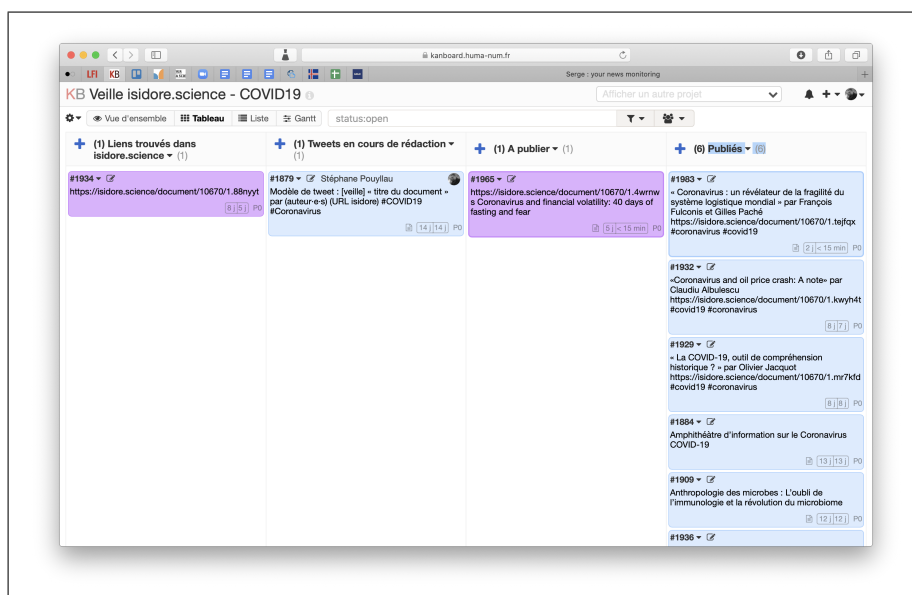 kanboard.huma-num.fr
LFI KB
Serge : your news monitoring
KB Veille isidore.science - COVID19
Afficher un autre projet
Vue d'ensemble Tableau Liste Gantt status:open
(1) Liens trouvés dans
isidore.science (1)
#1934
https://isidore.science/document/10670/1.88nyyt
8 j 5 j P0
(1) Tweets en cours de rédaction
(1)
#1879 Stéphane Pouyllau
Modèle de tweet : [veille] « titre du document »
par (auteur·e·s) (URL isidore) #COVID19
#Coronavirus
14 j 14 j P0
(1) A publier (1)
#1965
https://isidore.science/document/10670/1.4wrnw
s Coronavirus and financial volatility: 40 days of
fasting and fear
5 j < 15 min P0
(6) Publiés (6)
#1983
« Coronavirus : un révélateur de la fragilité du
système logistique mondial » par François
Fulconis et Gilles Paché
https://isidore.science/document/10670/1.tejfqx
#coronavirus #covid19
2 j < 15 min P0
#1932
«Coronavirus and oil price crash: A note» par
Claudiu Albulescu
https://isidore.science/document/10670/1.kwyh4t
#covid19 #coronavirus
8 j 7 j P0
#1929
« La COVID-19, outil de compréhension
historique ? » par Olivier Jacquot
https://isidore.science/document/10670/1.mr7kfd
#covid19 #coronavirus
8 j 8 j P0
#1884
Amphithéâtre d'information sur le Coronavirus
COVID-19
13 j 13 j P0
#1909
Anthropologie des microbes : L'oubli de
l'immunologie et la révolution du microbiome
12 j 12 j P0
#1936